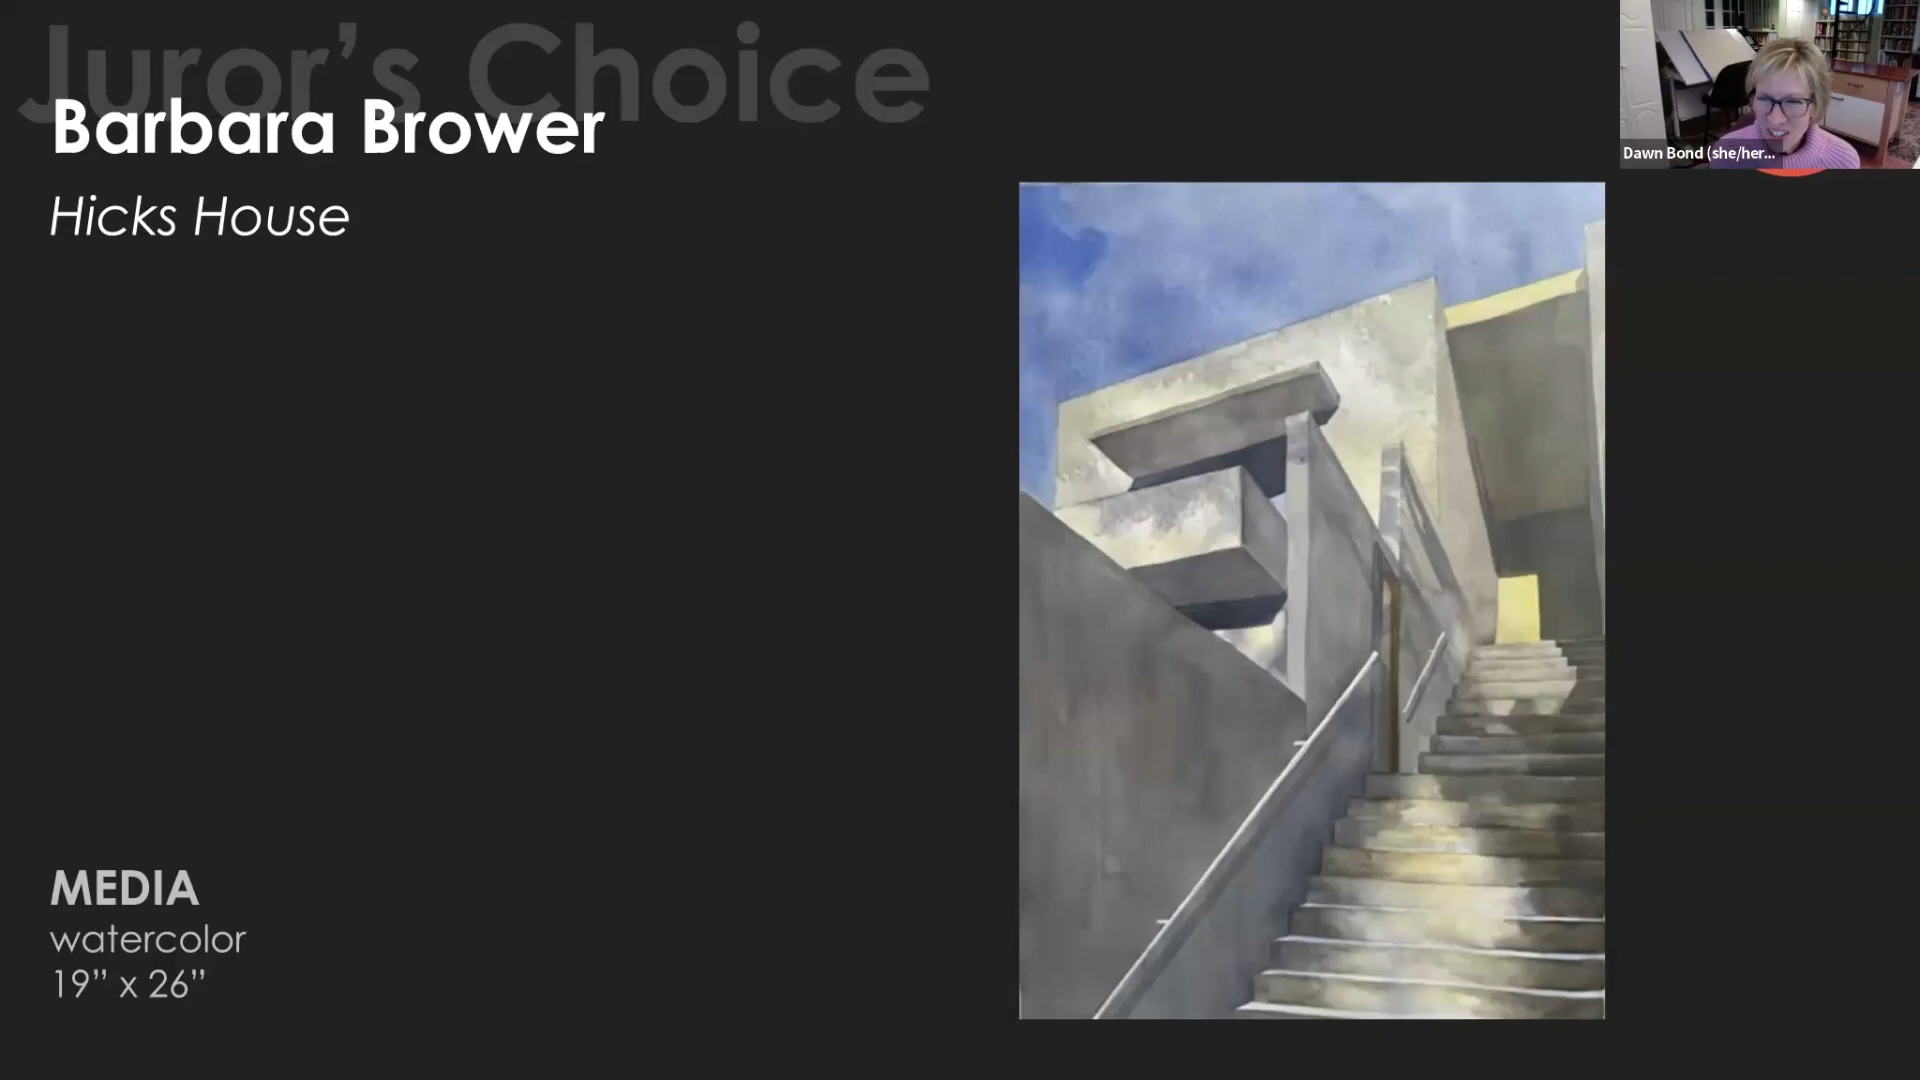 Juror’s Choice
Barbara Brower
Hicks House
MEDIA
watercolor
19” x 26”
Dawn Bond (she/her...